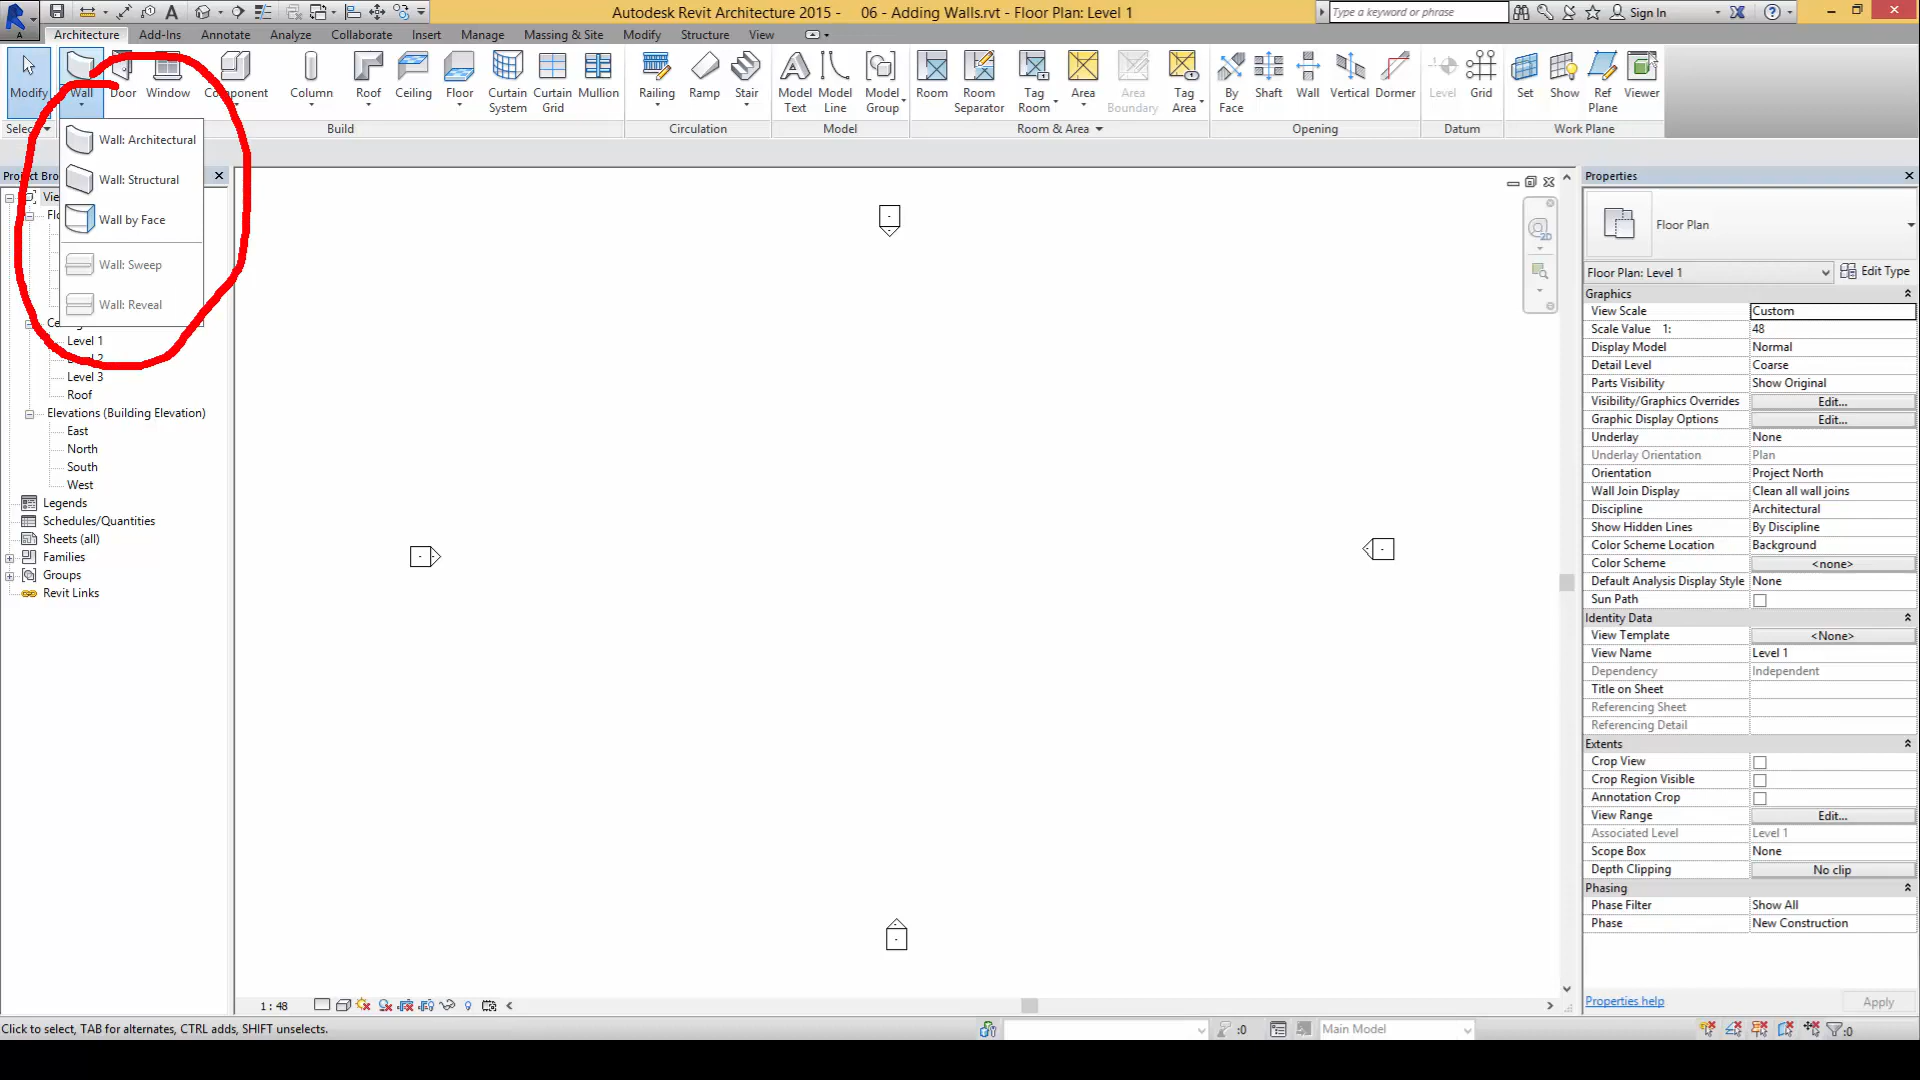 Autodesk Revit Architecture 2015 - 06 - Adding Walls.rvt - Floor Plan: Level 1
Type a keyword or phrase
Sign In
Architecture Add-Ins Annotate Analyze Collaborate Insert Manage Massing & Site Modify Structure View
Modify Wall Door Window Component Column Roof Ceiling Floor Curtain System Curtain Grid Mullion Railing Ramp Stair Model Text Model Line Model Group Room Room Separator Tag Room Area Area Boundary Tag Area By Face Shaft Wall Vertical Dormer Level Grid Set Show Ref Plane Viewer
Build Circulation Model Room & Area Opening Datum Work Plane
Wall: Architectural
Wall: Structural
Wall by Face
Wall: Sweep
Wall: Reveal
Level 1
Level 2
Level 3
Roof
Elevations (Building Elevation)
East
North
South
West
Legends
Schedules/Quantities
Sheets (all)
Families
Groups
Revit Links
Properties
Floor Plan
Floor Plan: Level 1 Edit Type
Graphics
View Scale Custom
Scale Value 1: 48
Display Model Normal
Detail Level Coarse
Parts Visibility Show Original
Visibility/Graphics Overrides Edit...
Graphic Display Options Edit...
Underlay None
Underlay Orientation Plan
Orientation Project North
Wall Join Display Clean all wall joins
Discipline Architectural
Show Hidden Lines By Discipline
Color Scheme Location Background
Color Scheme <none>
Default Analysis Display Style None
Sun Path
Identity Data
View Template <None>
View Name Level 1
Dependency Independent
Title on Sheet
Referencing Sheet
Referencing Detail
Extents
Crop View
Crop Region Visible
Annotation Crop
View Range Edit...
Associated Level Level 1
Scope Box None
Depth Clipping No clip
Phasing
Phase Filter Show All
Phase New Construction
Properties help Apply
1 : 48
Click to select, TAB for alternates, CTRL adds, SHIFT unselects.
:0
Main Model
:0